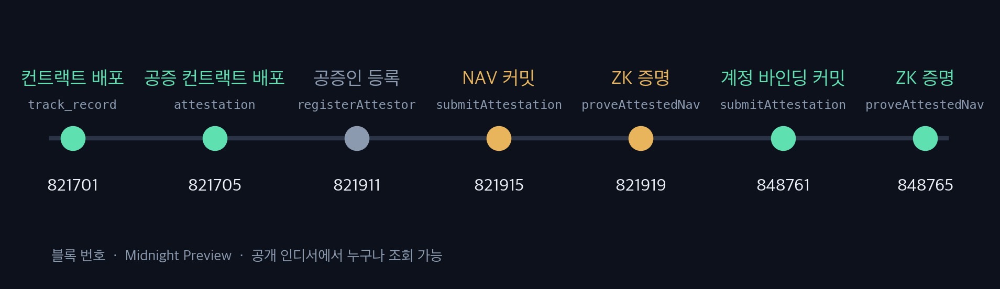 컨트랙트 배포 공증 컨트랙트 배포 공증인 등록 NAV 커밋 ZK 증명 계정 바인딩 커밋 ZK 증명
track_record attestation registerAttestor submitAttestation proveAttestedNav submitAttestation proveAttestedNav
821701 821705 821911 821915 821919 848761 848765
블록 번호 · Midnight Preview · 공개 인디서에서 누구나 조회 가능